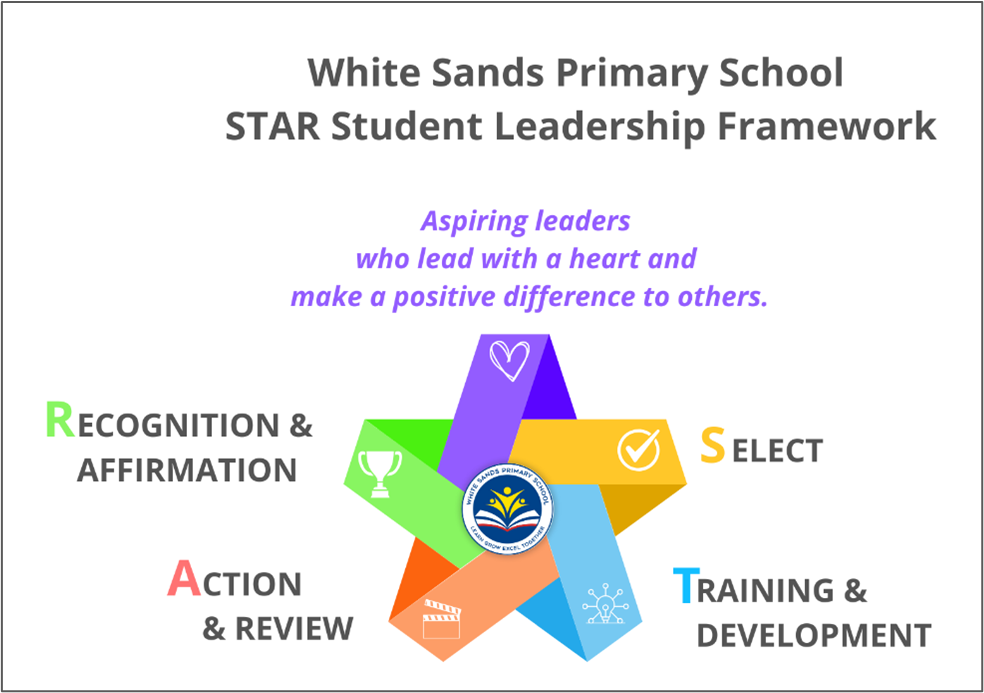 White Sands Primary School
STAR Student Leadership Framework
Aspiring leaders
who lead with a heart and
make a positive difference to others.
RECOGNITION &
AFFIRMATION
SELECT
WHITE SANDS PRIMARY SCHOOL
LEARN GROW EXCEL TOGETHER
ACTION
& REVIEW
TRAINING &
DEVELOPMENT